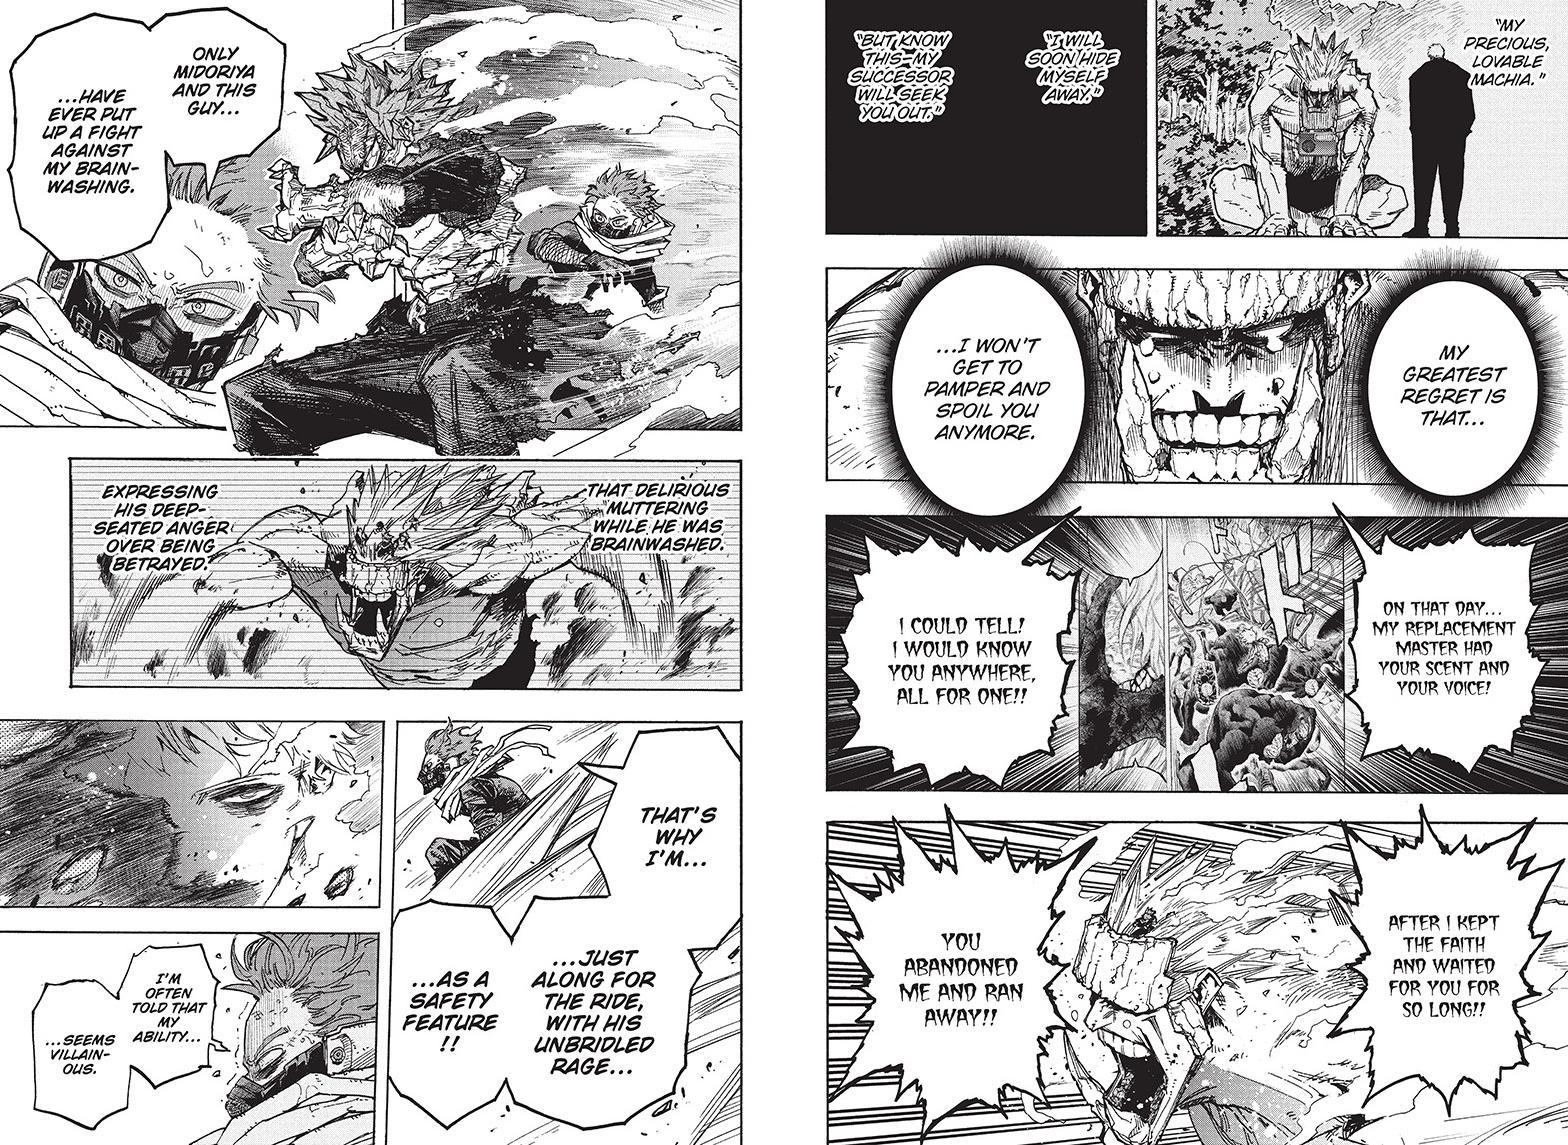 "MY
PRECIOUS,
LOVABLE
MACHIA."
"I WILL
SOON HIDE
MYSELF
AWAY."
"BUT KNOW
THIS—MY
SUCCESSOR
WILL SEEK
YOU OUT."
MY
GREATEST
REGRET IS
THAT...
...I WON'T
GET TO
PAMPER AND
SPOIL YOU
ANYMORE.
ON THAT DAY...
MY REPLACEMENT
MASTER HAD
YOUR SCENT AND
YOUR VOICE!
I COULD TELL!
I WOULD KNOW
YOU ANYWHERE,
ALL FOR ONE!!
AFTER I KEPT
THE FAITH
AND WAITED
FOR YOU FOR
SO LONG!!
YOU
ABANDONED
ME AND RAN
AWAY!!
ONLY
MIDORIYA
AND THIS
GUY...
...HAVE
EVER PUT
UP A FIGHT
AGAINST
MY BRAIN-
WASHING.
THAT DELIRIOUS
MUTTERING
WHILE HE WAS
BRAINWASHED.
EXPRESSING
HIS DEEP-
SEATED ANGER
OVER BEING
BETRAYED.
THAT'S
WHY
I'M...
...JUST
ALONG FOR
THE RIDE,
WITH HIS
UNBRIDLED
RAGE...
...AS A
SAFETY
FEATURE
!!
I'M
OFTEN
TOLD THAT
MY
ABILITY...
...SEEMS
VILLAIN-
OUS.